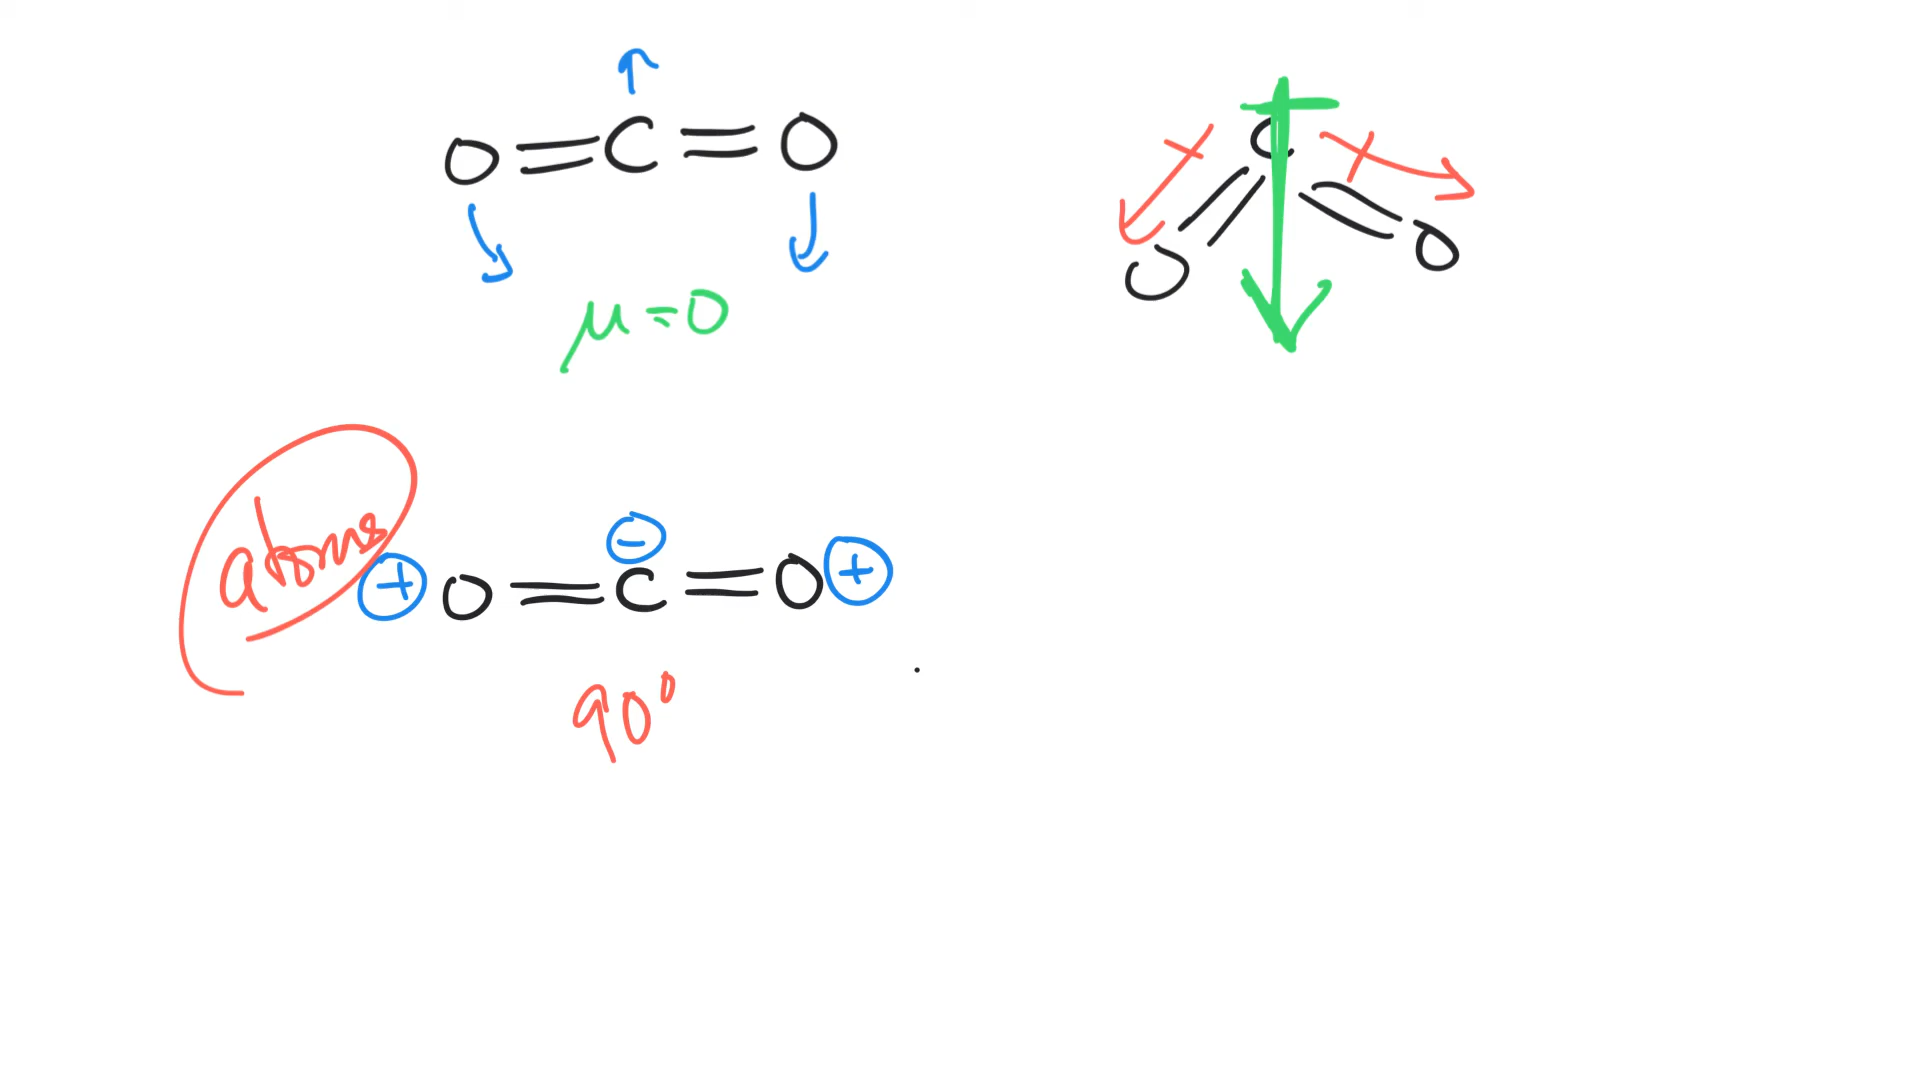 O=C=O
C
O O
μ=0
atoms
⊖
⊕ O=C=O ⊕
90°